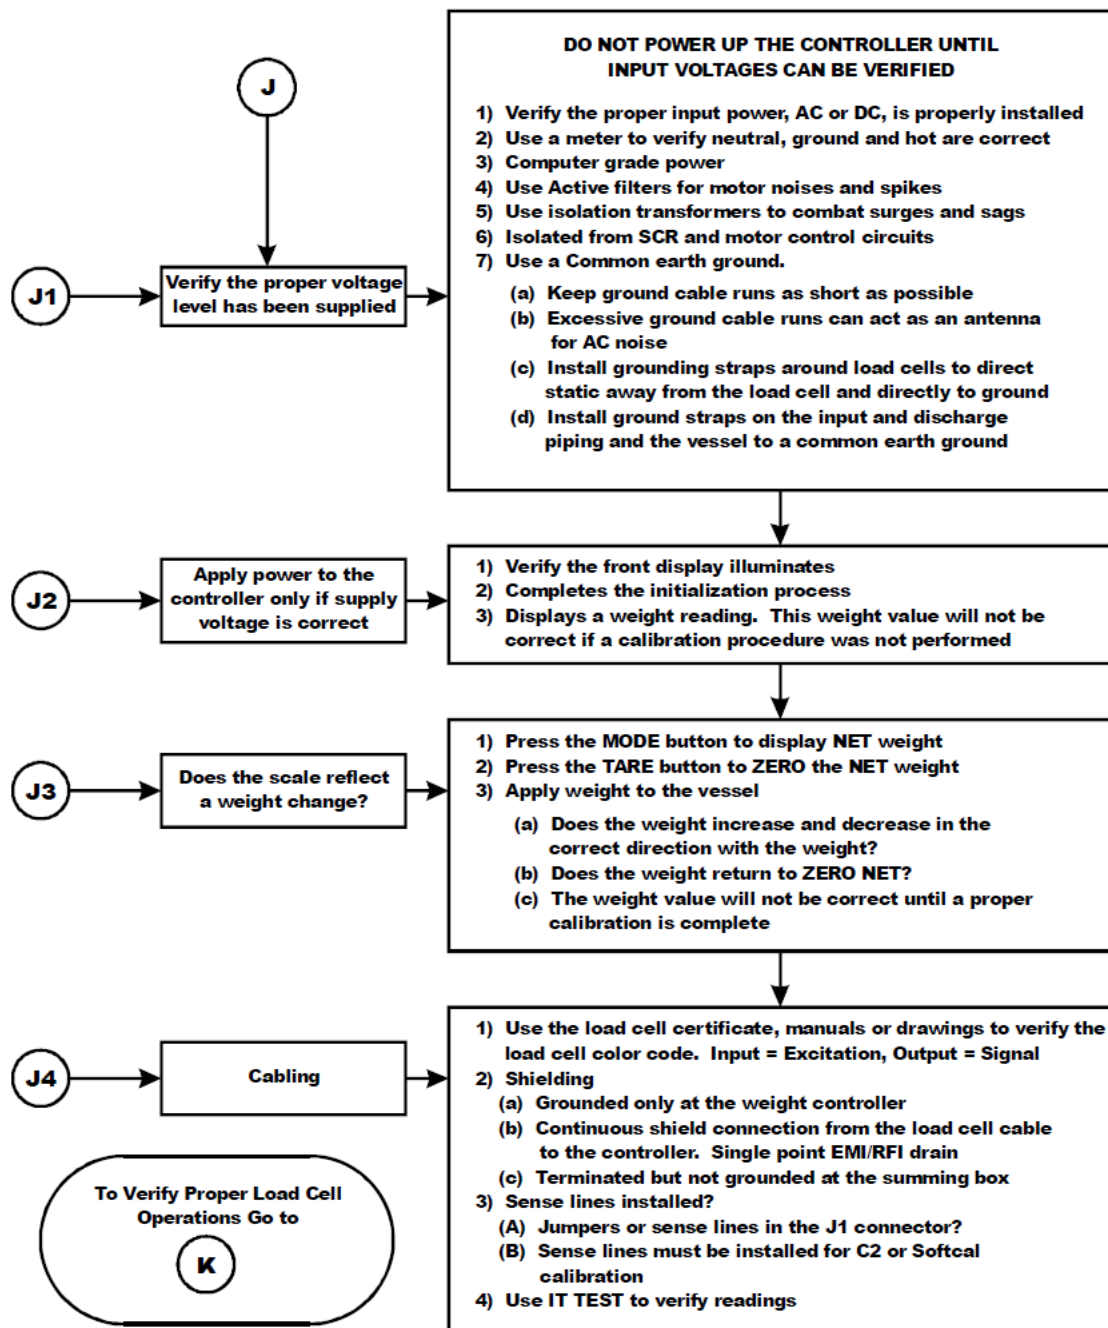 J
J1
Verify the proper voltage
level has been supplied
DO NOT POWER UP THE CONTROLLER UNTIL
INPUT VOLTAGES CAN BE VERIFIED
1) Verify the proper input power, AC or DC, is properly installed
2) Use a meter to verify neutral, ground and hot are correct
3) Computer grade power
4) Use Active filters for motor noises and spikes
5) Use isolation transformers to combat surges and sags
6) Isolated from SCR and motor control circuits
7) Use a Common earth ground.
(a) Keep ground cable runs as short as possible
(b) Excessive ground cable runs can act as an antenna
for AC noise
(c) Install grounding straps around load cells to direct
static away from the load cell and directly to ground
(d) Install ground straps on the input and discharge
piping and the vessel to a common earth ground
J2
Apply power to the
controller only if supply
voltage is correct
1) Verify the front display illuminates
2) Completes the initialization process
3) Displays a weight reading. This weight value will not be
correct if a calibration procedure was not performed
J3
Does the scale reflect
a weight change?
1) Press the MODE button to display NET weight
2) Press the TARE button to ZERO the NET weight
3) Apply weight to the vessel
(a) Does the weight increase and decrease in the
correct direction with the weight?
(b) Does the weight return to ZERO NET?
(c) The weight value will not be correct until a proper
calibration is complete
J4
Cabling
1) Use the load cell certificate, manuals or drawings to verify the
load cell color code. Input = Excitation, Output = Signal
2) Shielding
(a) Grounded only at the weight controller
(b) Continuous shield connection from the load cell cable
to the controller. Single point EMI/RFI drain
(c) Terminated but not grounded at the summing box
3) Sense lines installed?
(A) Jumpers or sense lines in the J1 connector?
(B) Sense lines must be installed for C2 or Softcal
calibration
4) Use IT TEST to verify readings
To Verify Proper Load Cell
Operations Go to
K